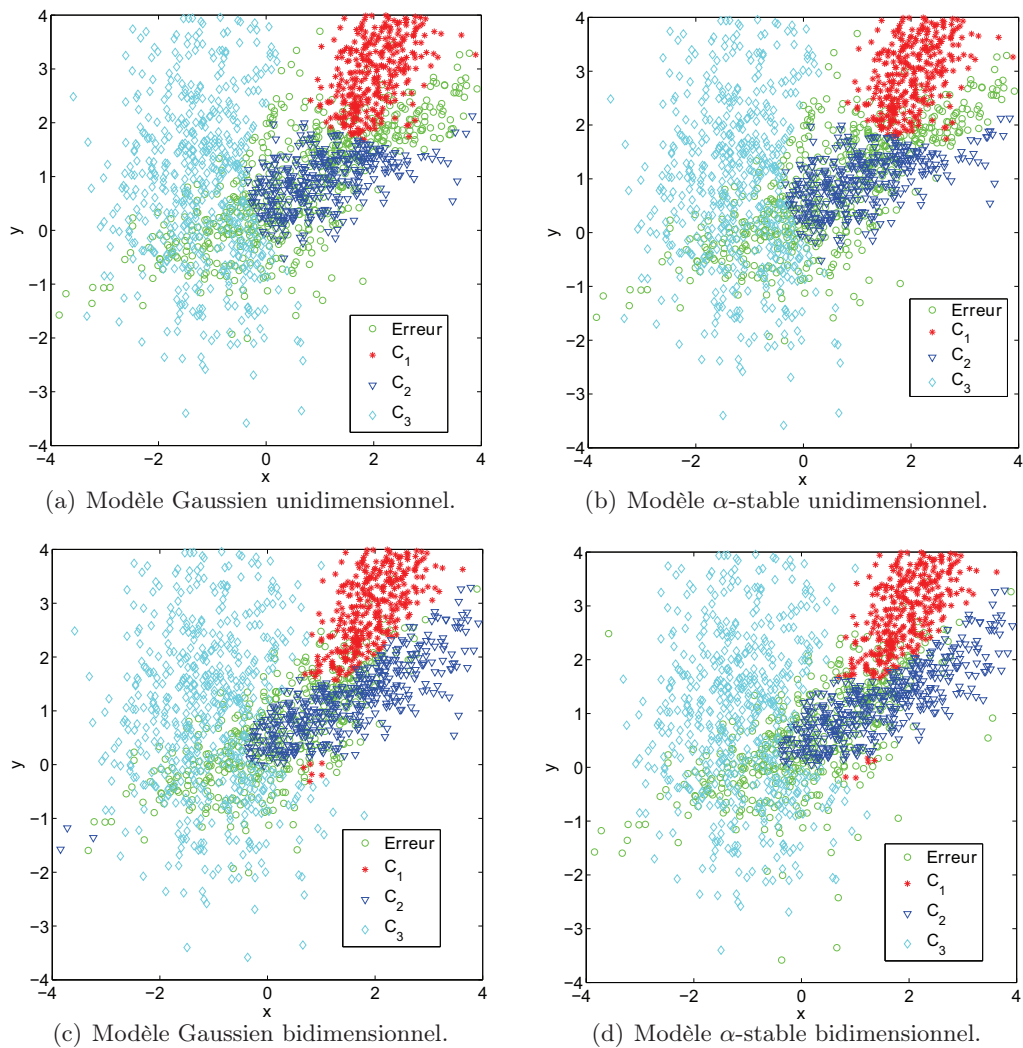 4
3
2
1
0
−1
−2
−3
−4
y
−4
−2
0
2
4
x
Erreur
C1
C2
C3
(a) Modèle Gaussien unidimensionnel.
4
3
2
1
0
−1
−2
−3
−4
y
−4
−2
0
2
4
x
Erreur
C1
C2
C3
(b) Modèle α-stable unidimensionnel.
4
3
2
1
0
−1
−2
−3
−4
y
−4
−2
0
2
4
x
Erreur
C1
C2
C3
(c) Modèle Gaussien bidimensionnel.
4
3
2
1
0
−1
−2
−3
−4
y
−4
−2
0
2
4
x
Erreur
C1
C2
C3
(d) Modèle α-stable bidimensionnel.